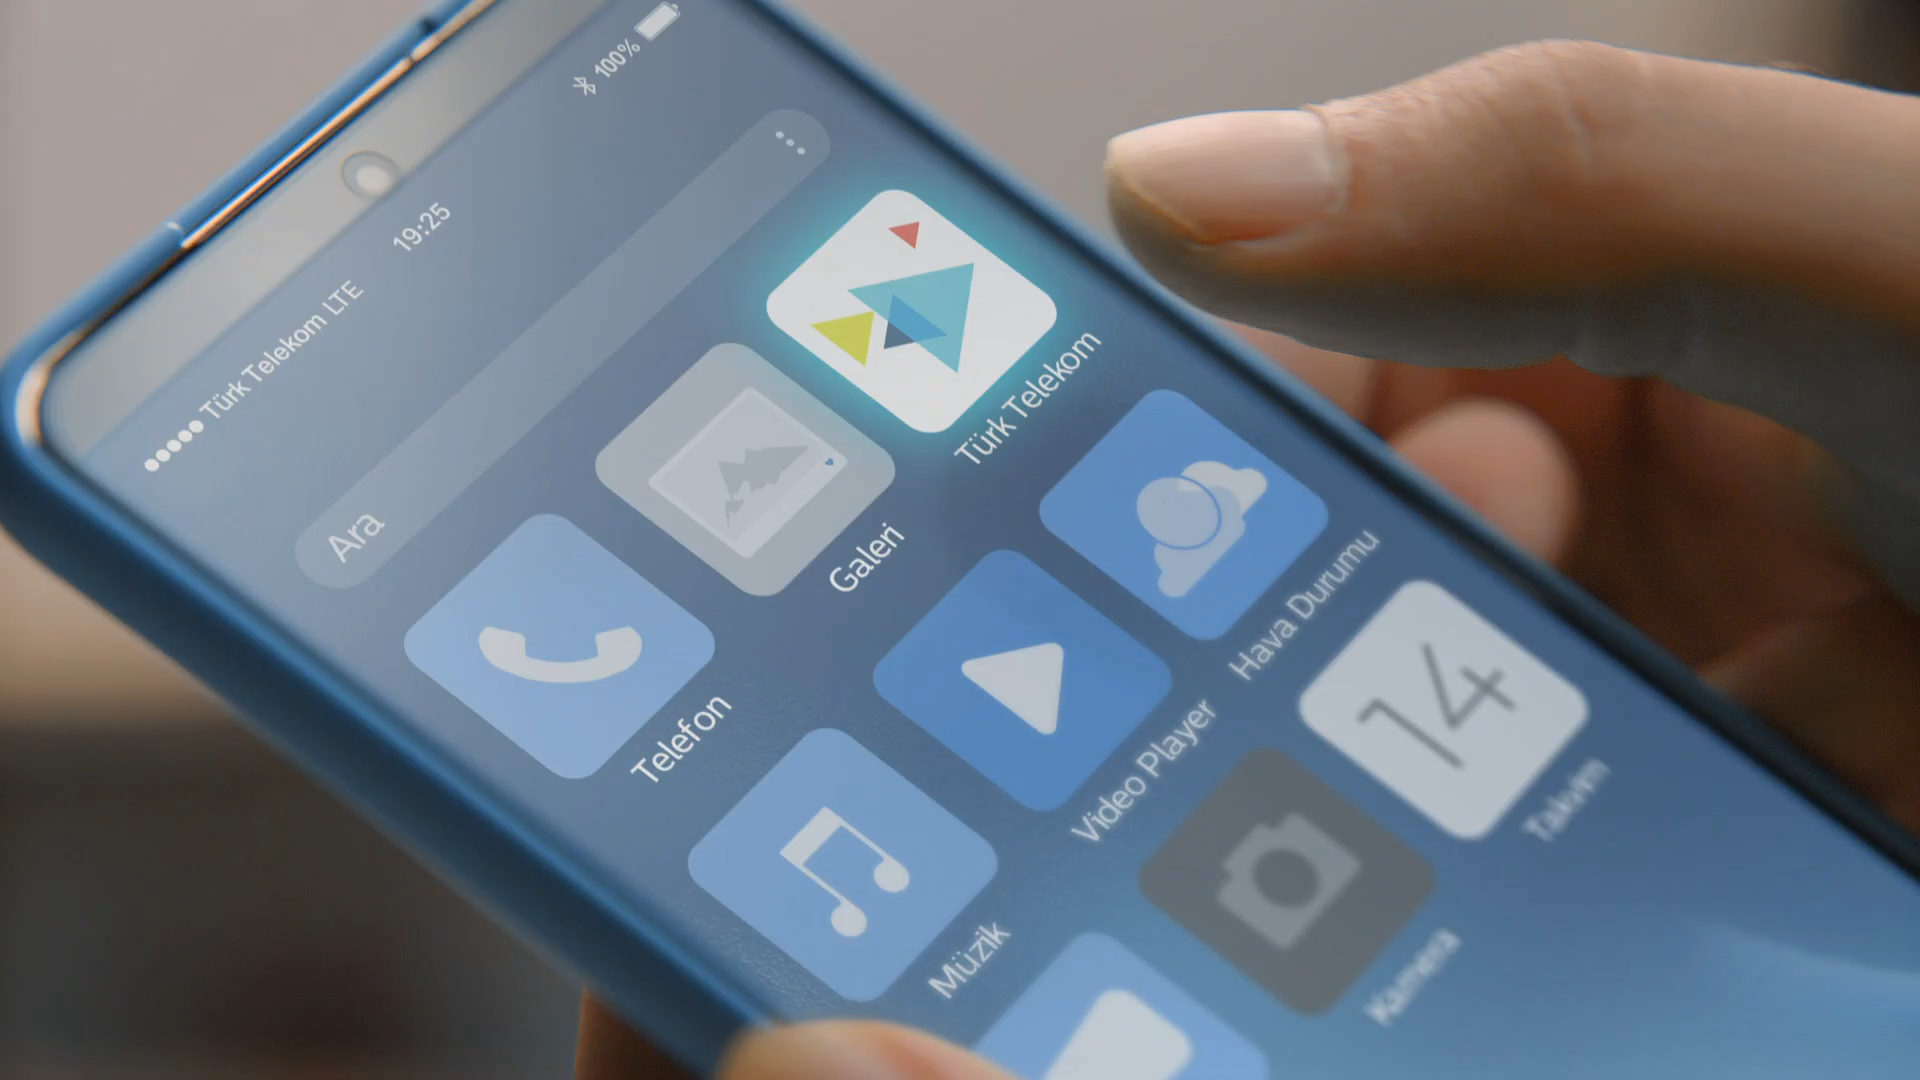 Türk Telekom LTE
19:25
100%
Ara
Telefon
Galeri
Türk Telekom
Müzik
Video Player
Hava Durumu
Kamera
14
Takvim